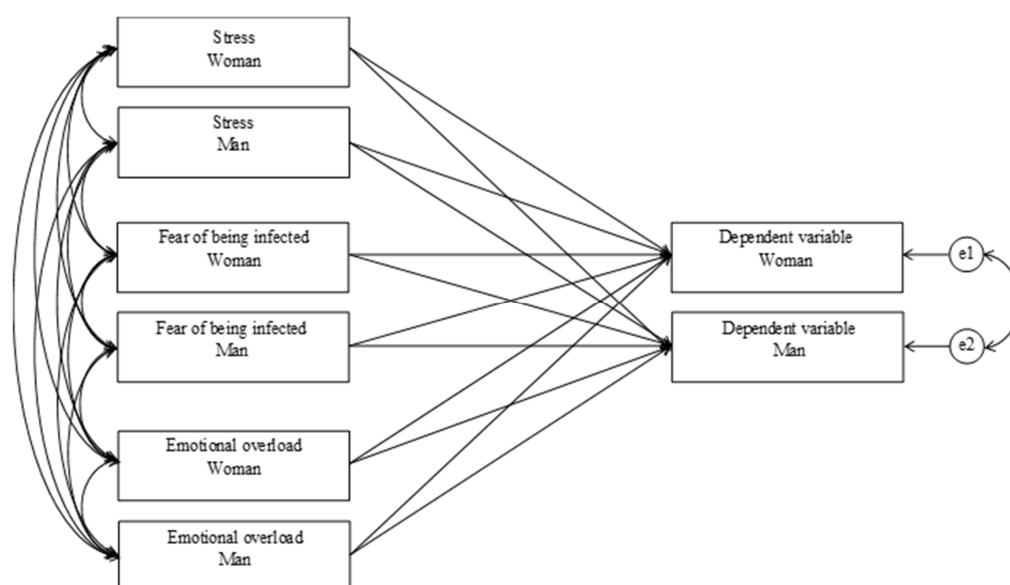 Stress
Woman
Stress
Man
Fear of being infected
Woman
Fear of being infected
Man
Emotional overload
Woman
Emotional overload
Man
Dependent variable
Woman
e1
Dependent variable
Man
e2